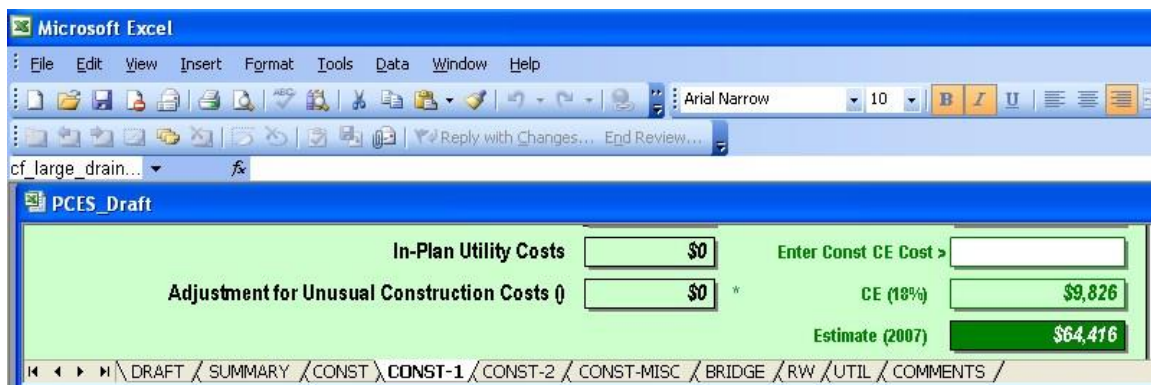 Microsoft Excel
File Edit View Insert Format Tools Data Window Help
ABC Arial Narrow 10 B I U
Reply with Changes... End Review...
cf_large_drain... fx
PCES_Draft
In-Plan Utility Costs $0 Enter Const CE Cost >
Adjustment for Unusual Construction Costs () $0 * CE (18%) $9,826
Estimate (2007) $64,416
DRAFT / SUMMARY / CONST \ CONST-1 / CONST-2 / CONST-MISC / BRIDGE / RW / UTIL / COMMENTS /